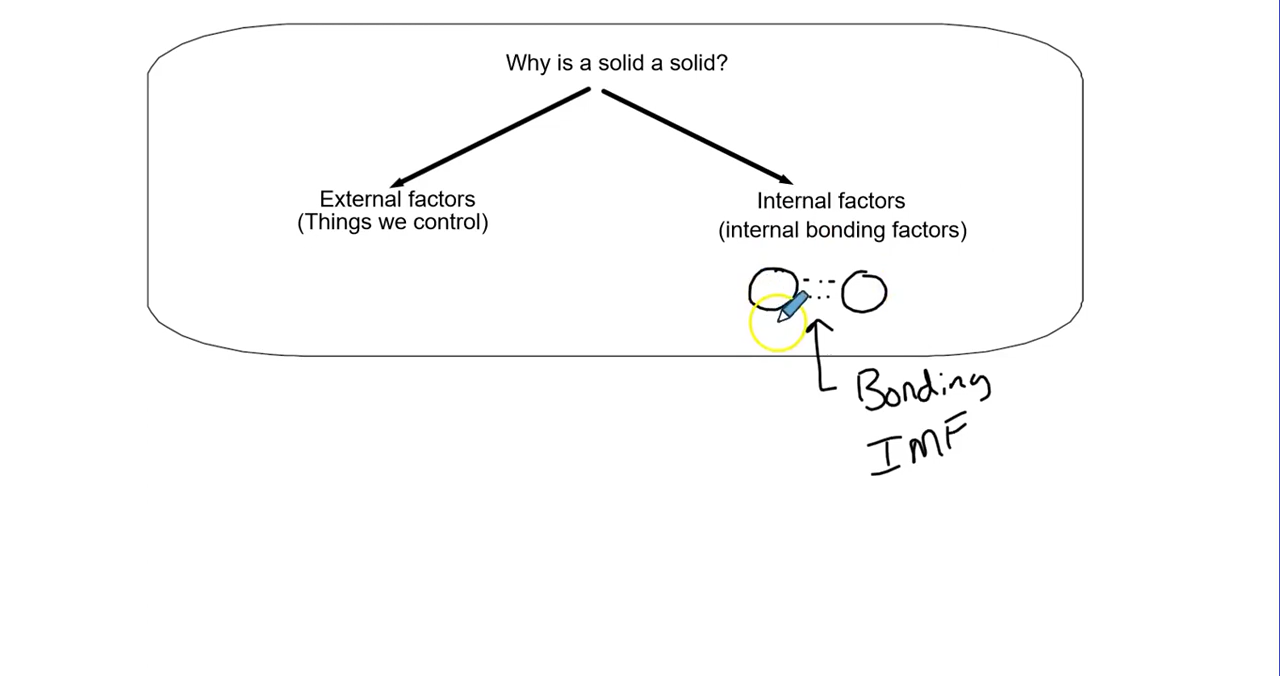 Why is a solid a solid?
External factors
(Things we control)
Internal factors
(internal bonding factors)
Bonding
IMF